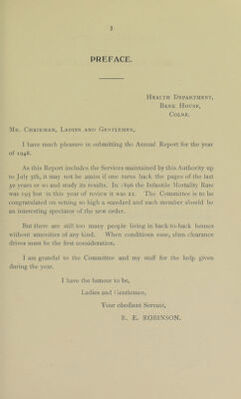 3
PREFACE.
HEALTH DEPARTMENT,
BANK HOUSE,
COLNE.
MR. CHAIRMAN, LADIES AND GENTLEMEN,
I have much pleasure in submitting the Annual Report for the year
of 1948.
As this Report includes the Services maintained by this Authority up
to July 5th, it may not be amiss if one turns back the pages of the last
50 years or so and study its results. In 1896 the Infantile Mortality Rate
was 193 but in this year of review it was 22. The Committee is to be
congratulated on setting so high a standard and each member should be
an interesting spectator of the new order.
But there are still too many people living in back-to-back houses
without amenities of any kind. When conditions ease, slum clearance
drives must be the first consideration.
I am grateful to the Committee and my staff for the help given
during the year.
I have the honour to be,
Ladies and Gentlemen,
Your obedient Servant,
B. E. ROBINSON.